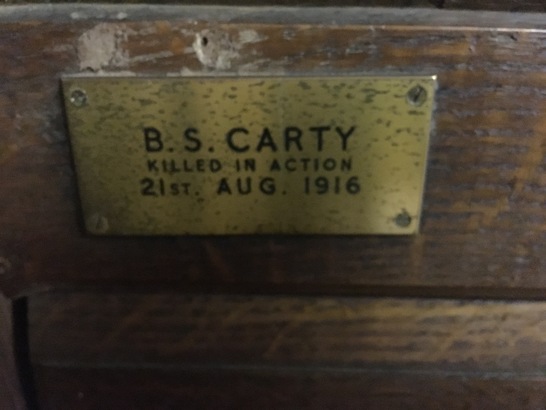 B. S. CARTY
KILLED IN ACTION
21ST. AUG. 1916